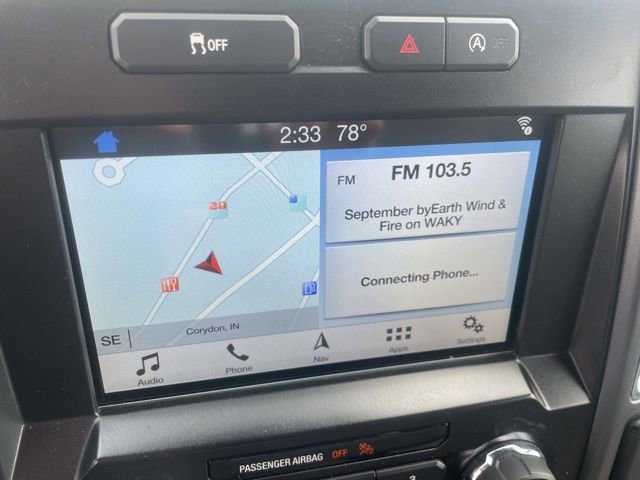 OFF
A OFF
2:33 78°
FM FM 103.5
September byEarth Wind &
Fire on WAKY
Connecting Phone...
SE
Corydon, IN
Audio
Phone
Nav
Apps
Settings
PASSENGER AIRBAG OFF